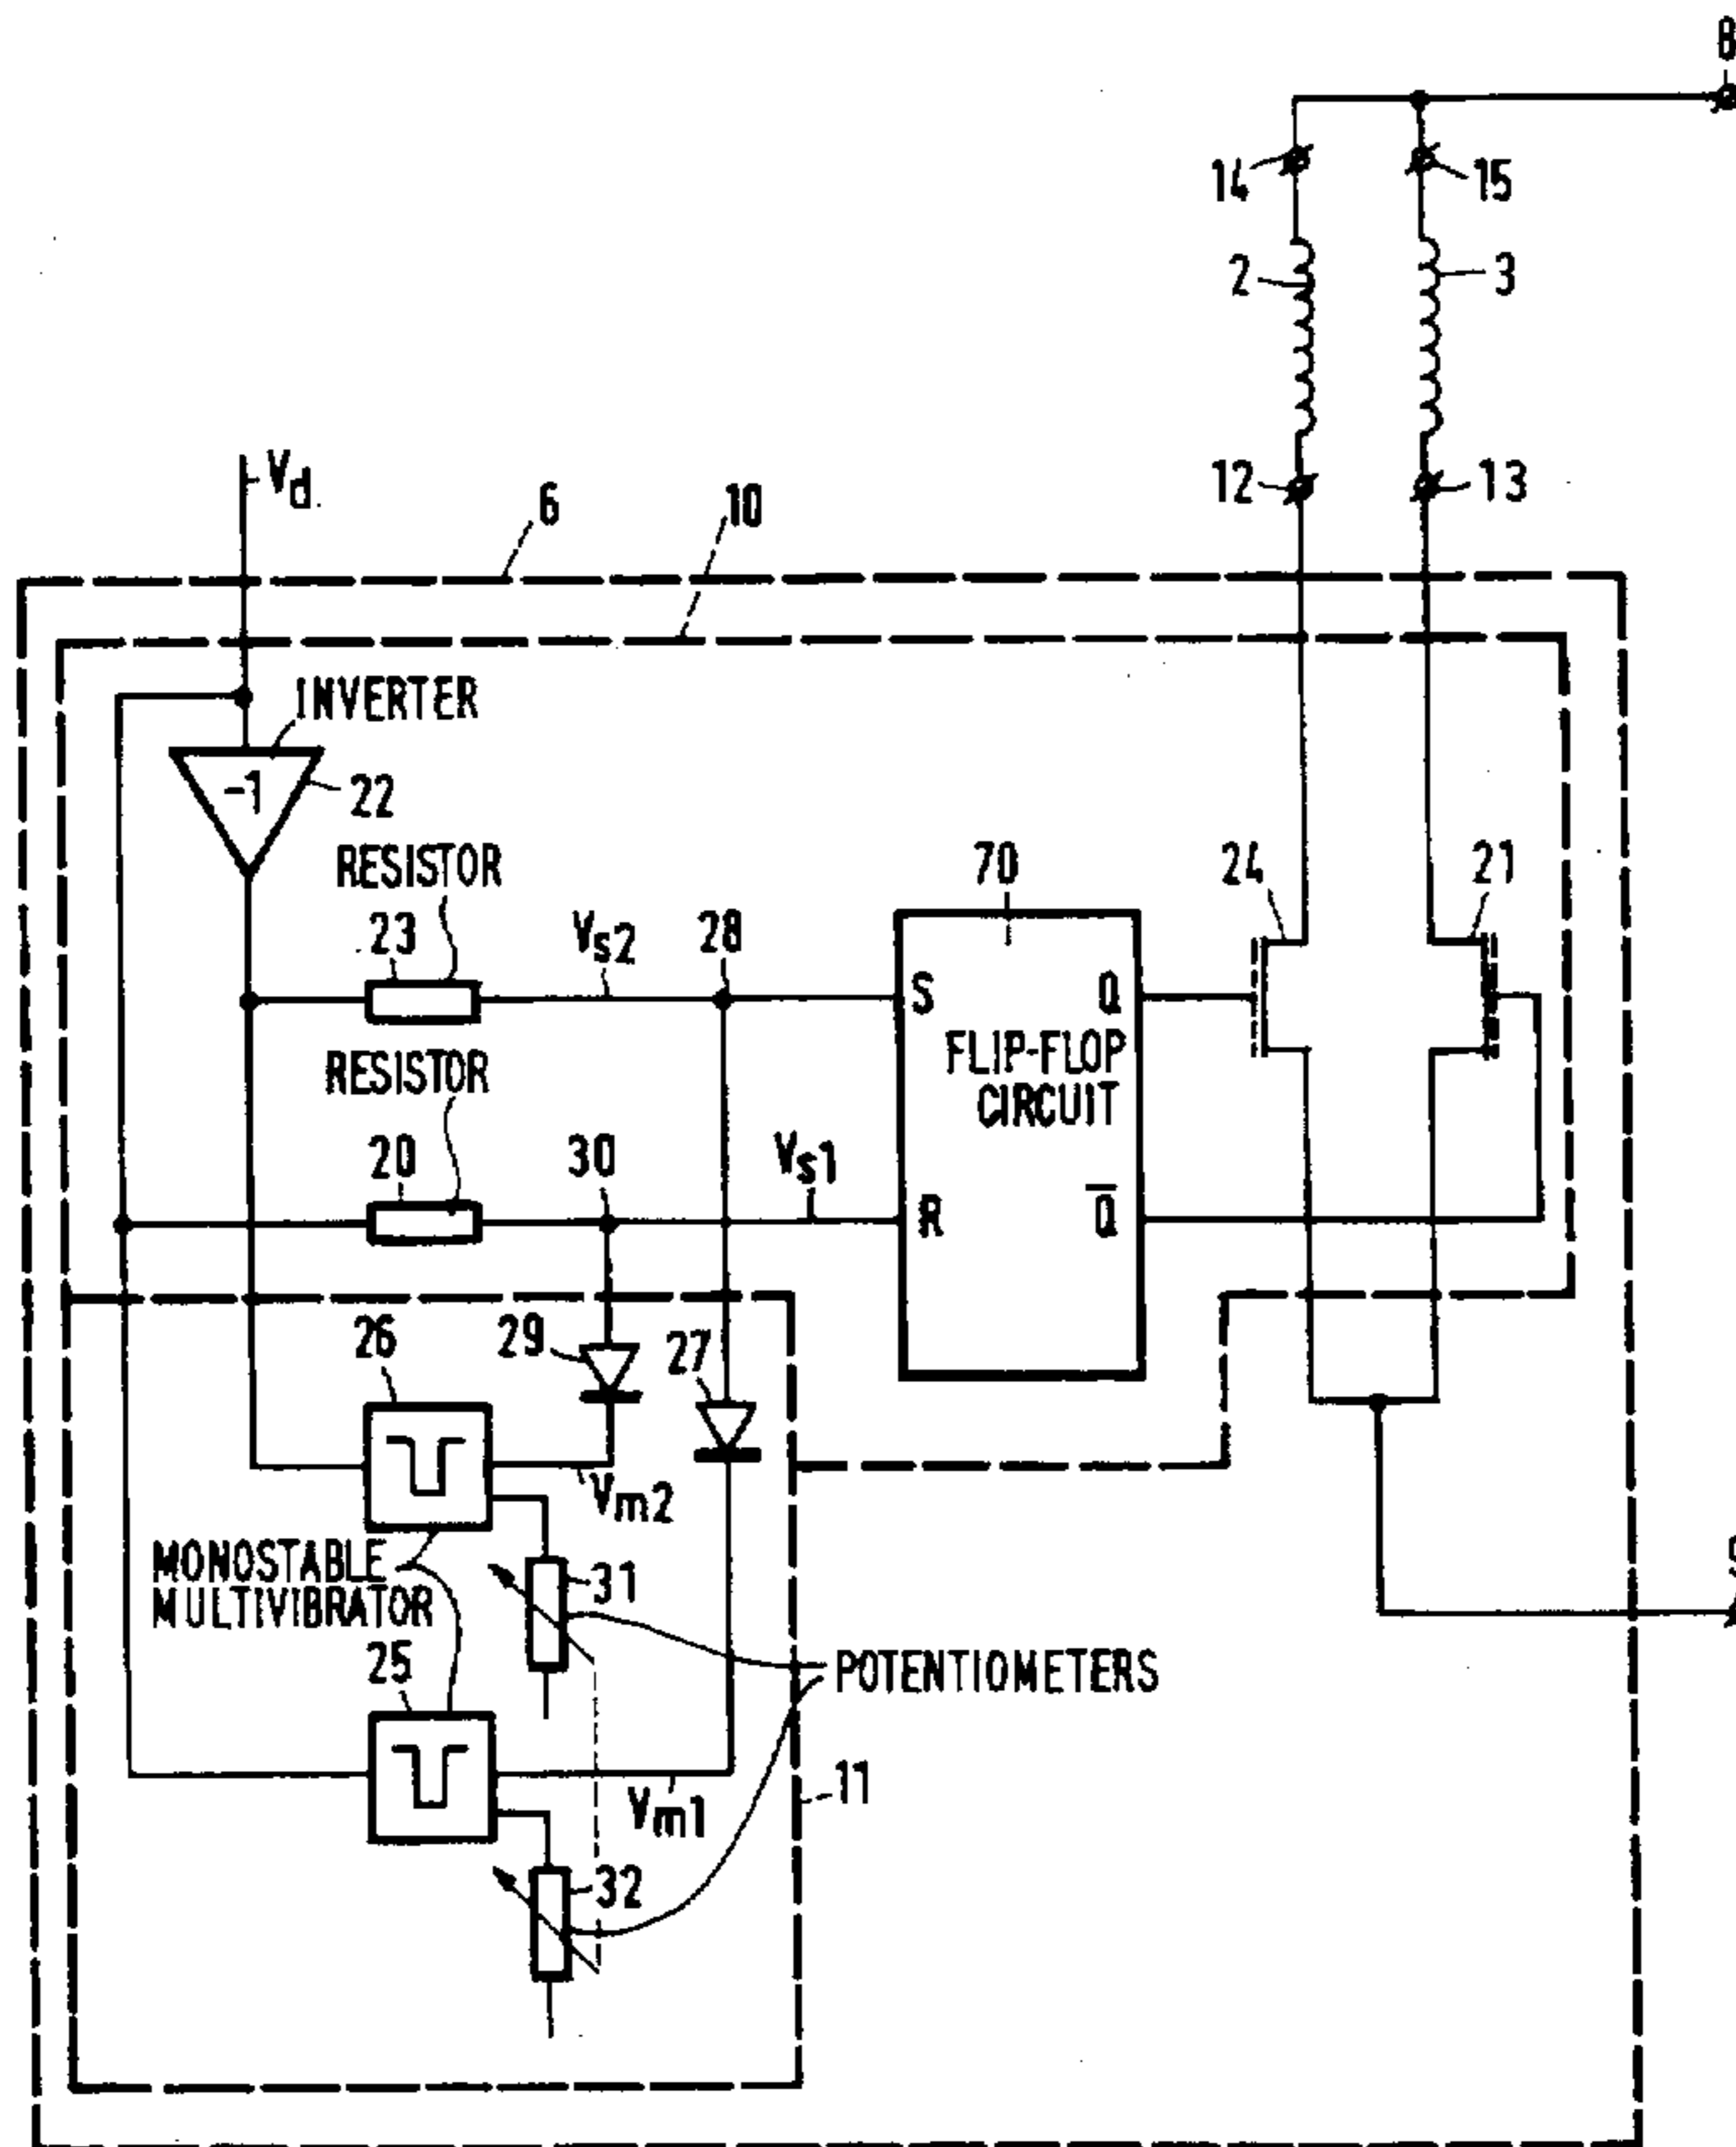 8
14
15
2
3
12
13
Vd
6
10
INVERTER
-1
22
RESISTOR
23
Vs2
28
70
24
21
S
Q
FLIP-FLOP
CIRCUIT
RESISTOR
20
30
Vs1
R
Q̅
26
29
27
Vm2
MONOSTABLE
MULTIVIBRATOR
31
25
POTENTIOMETERS
11
Vm1
32